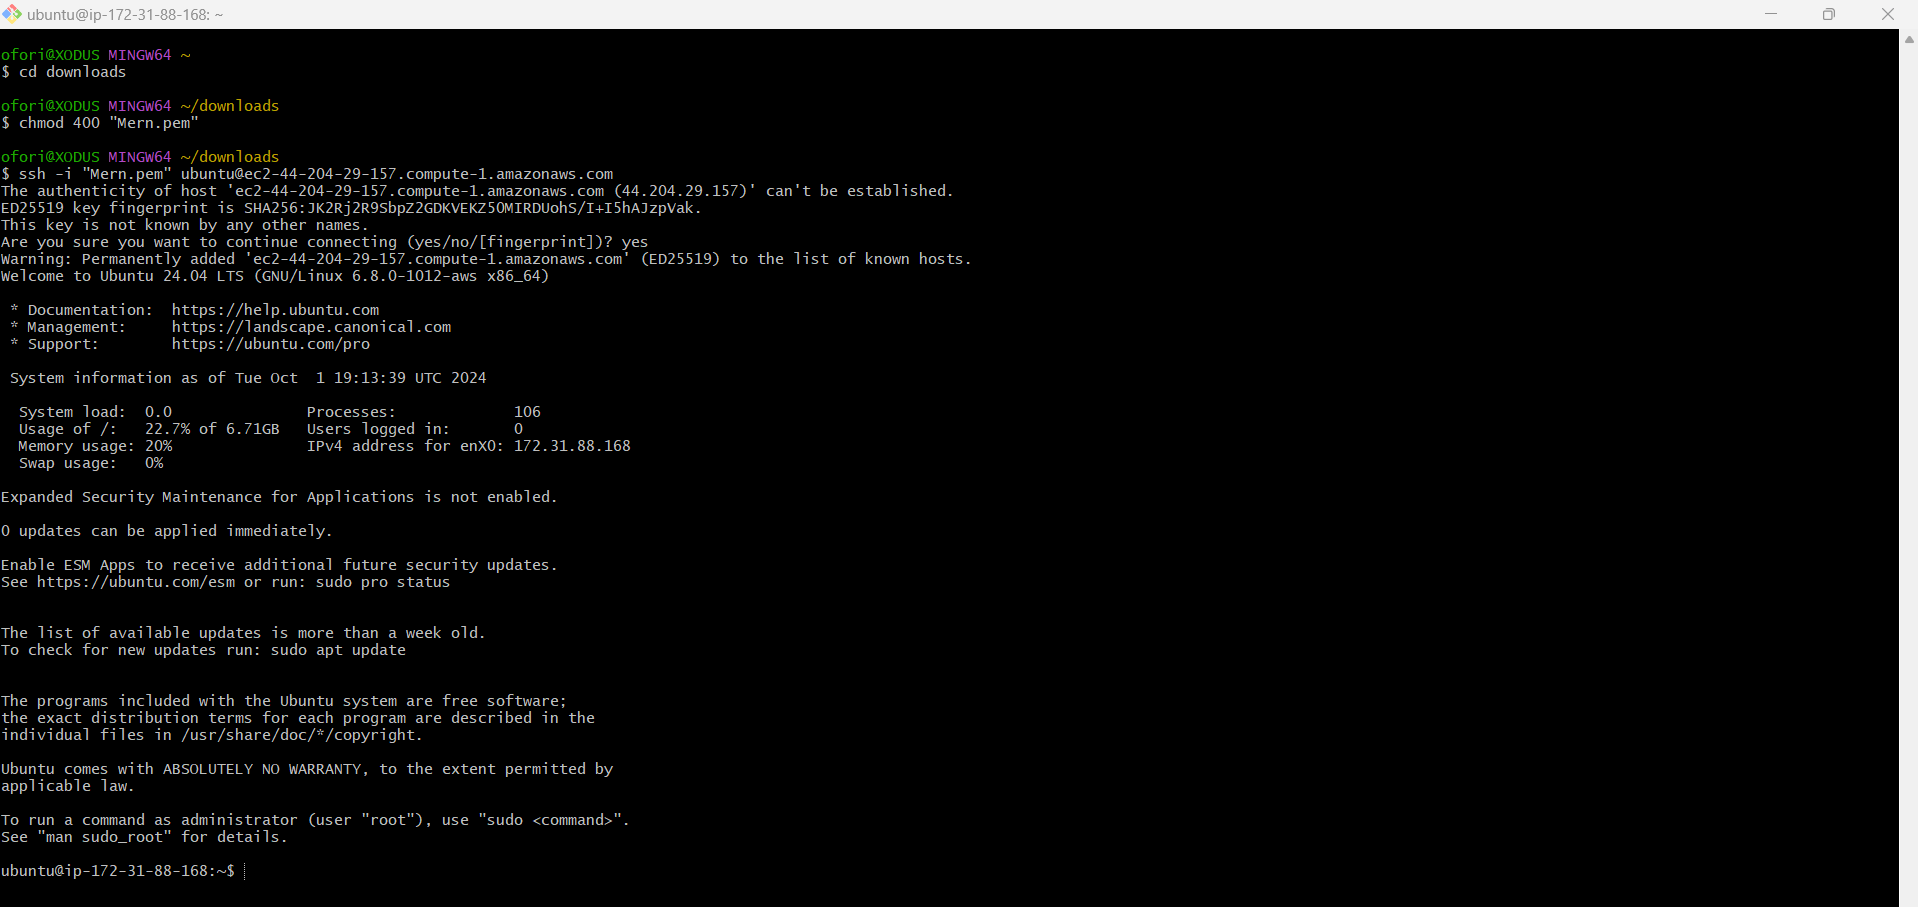 ubuntu@ip-172-31-88-168: ~
ofori@XODUS MINGW64 ~
$ cd downloads
ofori@XODUS MINGW64 ~/downloads
$ chmod 400 "Mern.pem"
ofori@XODUS MINGW64 ~/downloads
$ ssh -i "Mern.pem" ubuntu@ec2-44-204-29-157.compute-1.amazonaws.com
The authenticity of host 'ec2-44-204-29-157.compute-1.amazonaws.com (44.204.29.157)' can't be established.
ED25519 key fingerprint is SHA256:JK2Rj2R9SbpZ2GDKVEKZ5OMIRDUohS/I+I5hAJzpVak.
This key is not known by any other names.
Are you sure you want to continue connecting (yes/no/[fingerprint])? yes
Warning: Permanently added 'ec2-44-204-29-157.compute-1.amazonaws.com' (ED25519) to the list of known hosts.
Welcome to Ubuntu 24.04 LTS (GNU/Linux 6.8.0-1012-aws x86_64)
* Documentation:  https://help.ubuntu.com
* Management:     https://landscape.canonical.com
* Support:        https://ubuntu.com/pro
System information as of Tue Oct  1 19:13:39 UTC 2024
System load:  0.0               Processes:             106
Usage of /:   22.7% of 6.71GB   Users logged in:       0
Memory usage: 20%               IPv4 address for enX0: 172.31.88.168
Swap usage:   0%
Expanded Security Maintenance for Applications is not enabled.
0 updates can be applied immediately.
Enable ESM Apps to receive additional future security updates.
See https://ubuntu.com/esm or run: sudo pro status
The list of available updates is more than a week old.
To check for new updates run: sudo apt update
The programs included with the Ubuntu system are free software;
the exact distribution terms for each program are described in the
individual files in /usr/share/doc/*/copyright.
Ubuntu comes with ABSOLUTELY NO WARRANTY, to the extent permitted by
applicable law.
To run a command as administrator (user "root"), use "sudo <command>".
See "man sudo_root" for details.
ubuntu@ip-172-31-88-168:~$